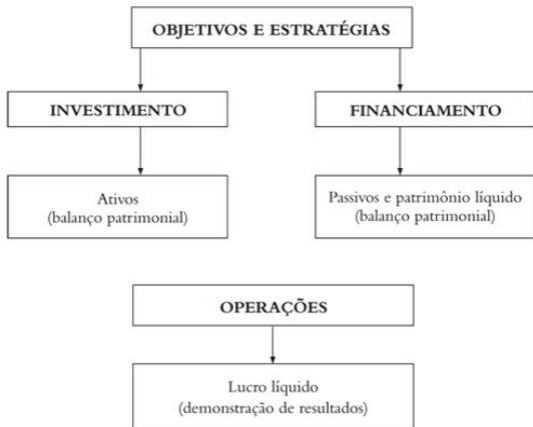 OBJETIVOS E ESTRATÉGIAS
INVESTIMENTO
FINANCIAMENTO
Ativos
(balanço patrimonial)
Passivos e patrimônio líquido
(balanço patrimonial)
OPERAÇÕES
Lucro líquido
(demonstração de resultados)